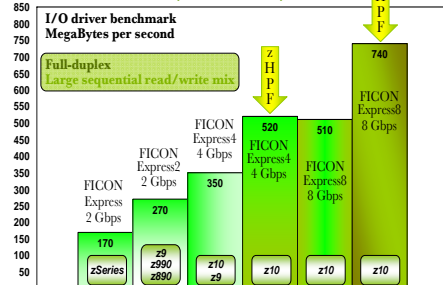 850
800
750
700
650
600
550
500
450
400
350
300
250
200
150
100
50
I/O driver benchmark
MegaBytes per second
Full-duplex
Large sequential read/write mix
z
H
P
F
P
F
FICON
Express
2 Gbps
170
zSeries
FICON
Express2
2 Gbps
270
z9
z990
z890
FICON
Express4
4 Gbps
350
z10
z9
520
FICON
Express4
4 Gbps
z10
510
FICON
Express8
8 Gbps
z10
740
FICON
Express8
8 Gbps
z10